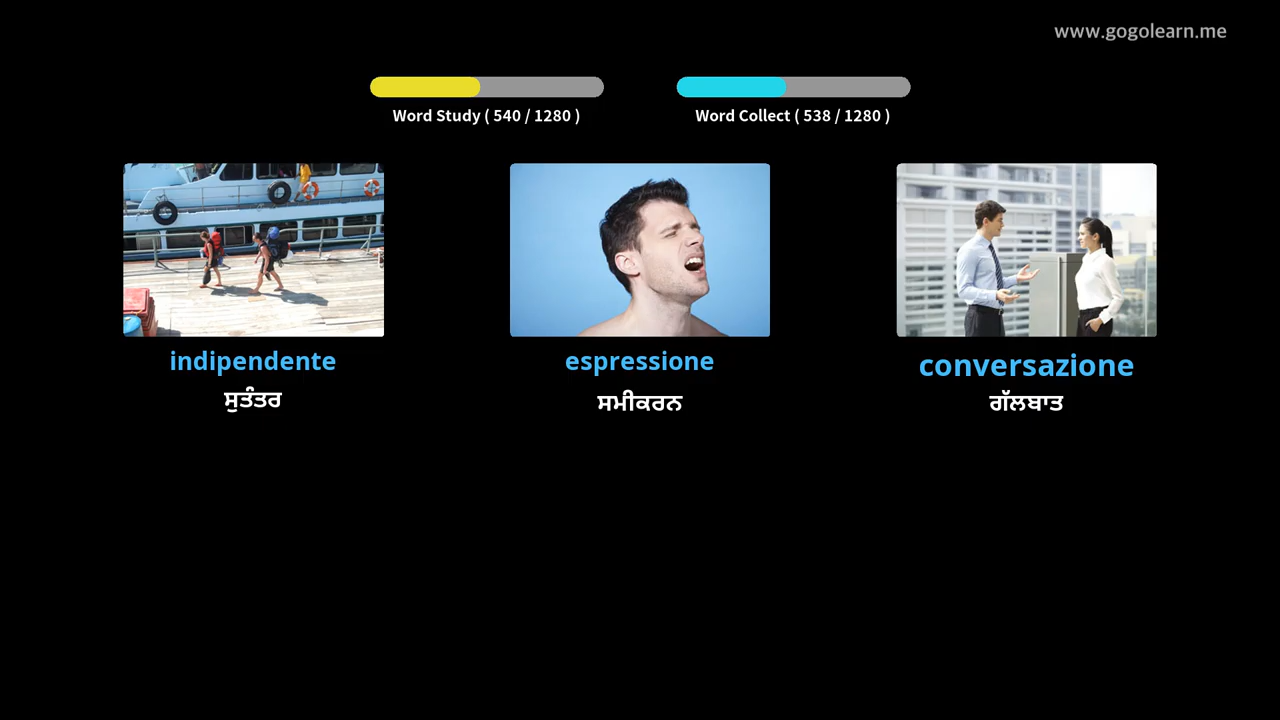 www.gogolearn.me
Word Study ( 540 / 1280 )
Word Collect ( 538 / 1280 )
indipendente
espressione
conversazione
ਸੁਤੰਤਰ
ਸਮੀਕਰਨ
ਗੱਲਬਾਤ